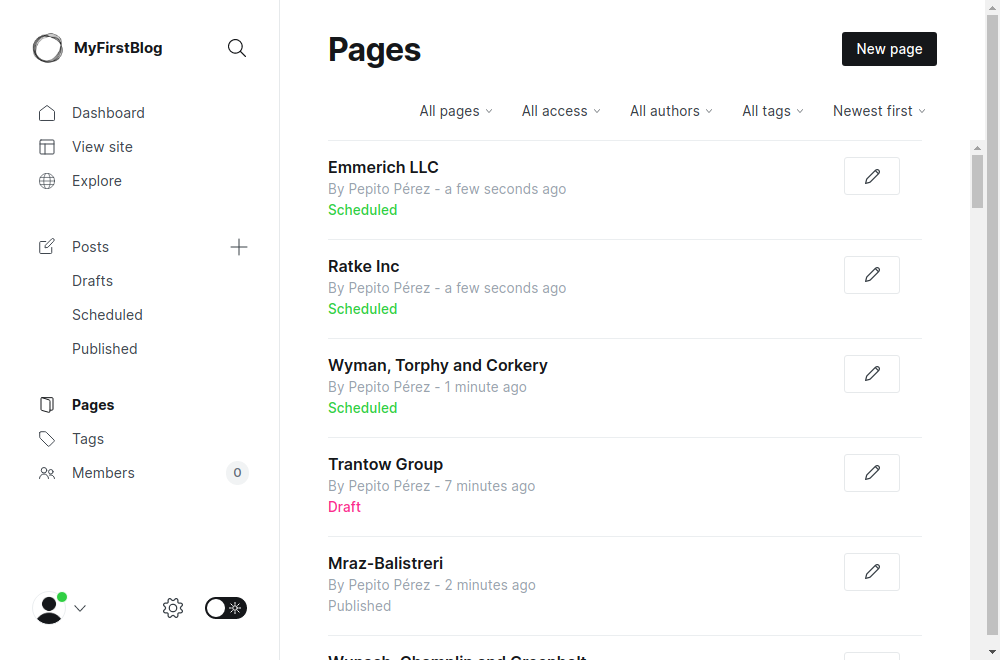 MyFirstBlog
Dashboard
View site
Explore
Posts
Drafts
Scheduled
Published
Pages
Tags
Members 0
Pages
New page
All pages All access All authors All tags Newest first
Emmerich LLC
By Pepito Pérez - a few seconds ago
Scheduled
Ratke Inc
By Pepito Pérez - a few seconds ago
Scheduled
Wyman, Torphy and Corkery
By Pepito Pérez - 1 minute ago
Scheduled
Trantow Group
By Pepito Pérez - 7 minutes ago
Draft
Mraz-Balistreri
By Pepito Pérez - 2 minutes ago
Published